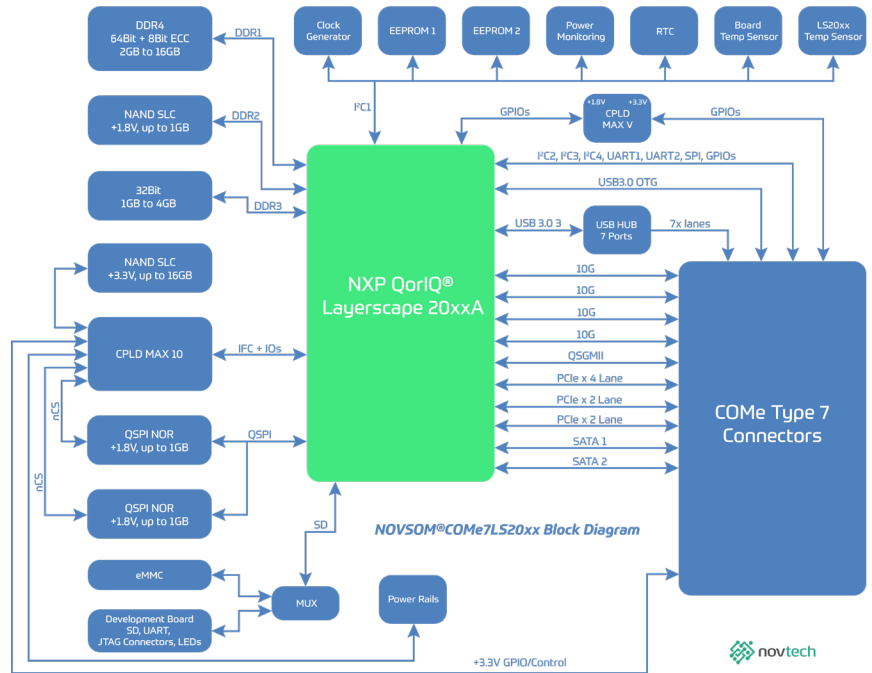 DDR4
64Bit + 8Bit ECC
2GB to 16GB
DDR1
Clock
Generator
EEPROM 1
EEPROM 2
Power
Monitoring
RTC
Board
Temp Sensor
LS20xx
Temp Sensor
I²C1
NAND SLC
+1.8V, up to 1GB
DDR2
GPIOs
+1.8V
+3.3V
CPLD
MAX V
GPIOs
I²C2, I²C3, I²C4, UART1, UART2, SPI, GPIOs
USB3.0 OTG
32Bit
1GB to 4GB
DDR3
USB 3.0 3
USB HUB
7 Ports
7x lanes
NAND SLC
+3.3V, up to 16GB
NXP QorIQ®
Layerscape 20xxA
10G
10G
10G
10G
QSGMII
PCIe x 4 Lane
PCIe x 2 Lane
PCIe x 2 Lane
SATA 1
SATA 2
COMe Type 7
Connectors
CPLD MAX 10
IFC + IOs
nCS
QSPI NOR
+1.8V, up to 1GB
QSPI
nCS
QSPI NOR
+1.8V, up to 1GB
SD
NOVSOM®COMe7LS20xx Block Diagram
eMMC
MUX
Power Rails
Development Board
SD, UART,
JTAG Connectors, LEDs
+3.3V GPIO/Control
novtech